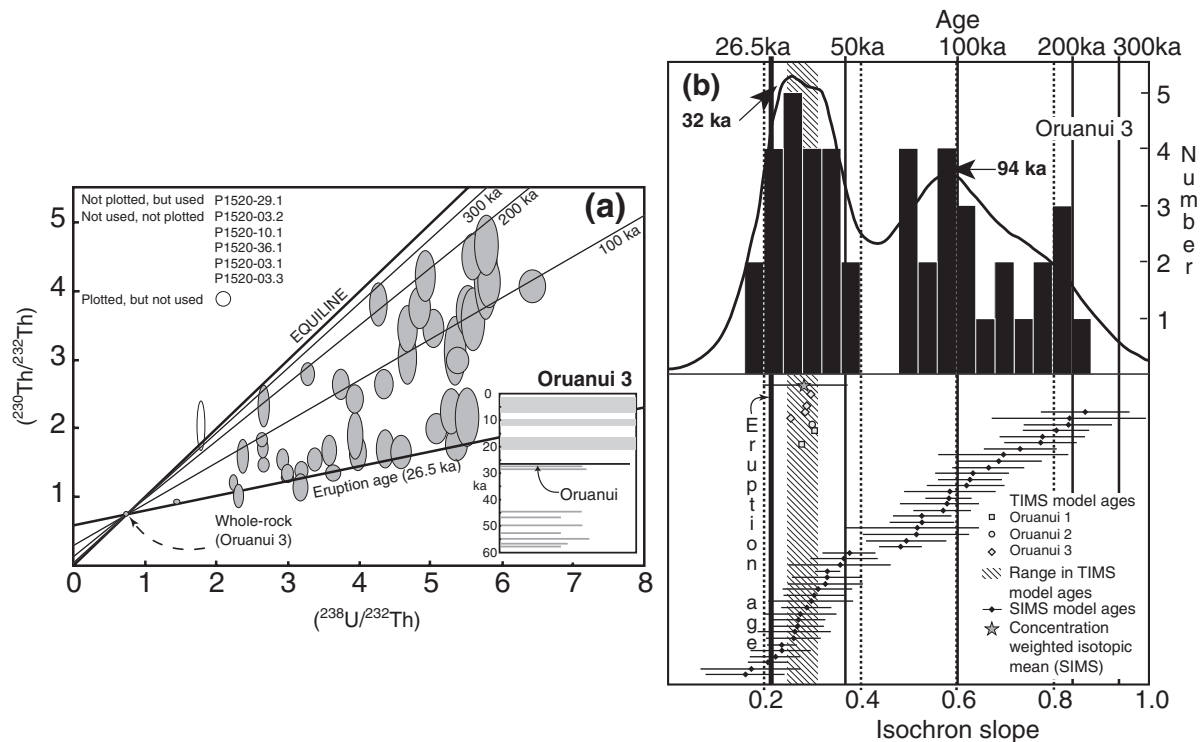 (a)
Not plotted, but used P1520-29.1
Not used, not plotted P1520-03.2
P1520-10.1
P1520-36.1
P1520-03.1
P1520-03.3
Plotted, but not used
EQUILINE
300 ka
200 ka
100 ka
Eruption age (26.5 ka)
Whole-rock
(Oruanui 3)
Oruanui 3
0
10
20
30
ka
40
50
60
Oruanui
5
4
3
2
1
0 1 2 3 4 5 6 7 8
(²³⁰Th/²³²Th)
(²³⁸U/²³²Th)
Age
26.5ka 50ka 100ka 200ka 300ka
(b)
32 ka
94 ka
Oruanui 3
5
4
3
2
1
Number
Eruption age
TIMS model ages
Oruanui 1
Oruanui 2
Oruanui 3
Range in TIMS
model ages
SIMS model ages
Concentration
weighted isotopic
mean (SIMS)
0.2 0.4 0.6 0.8 1.0
Isochron slope